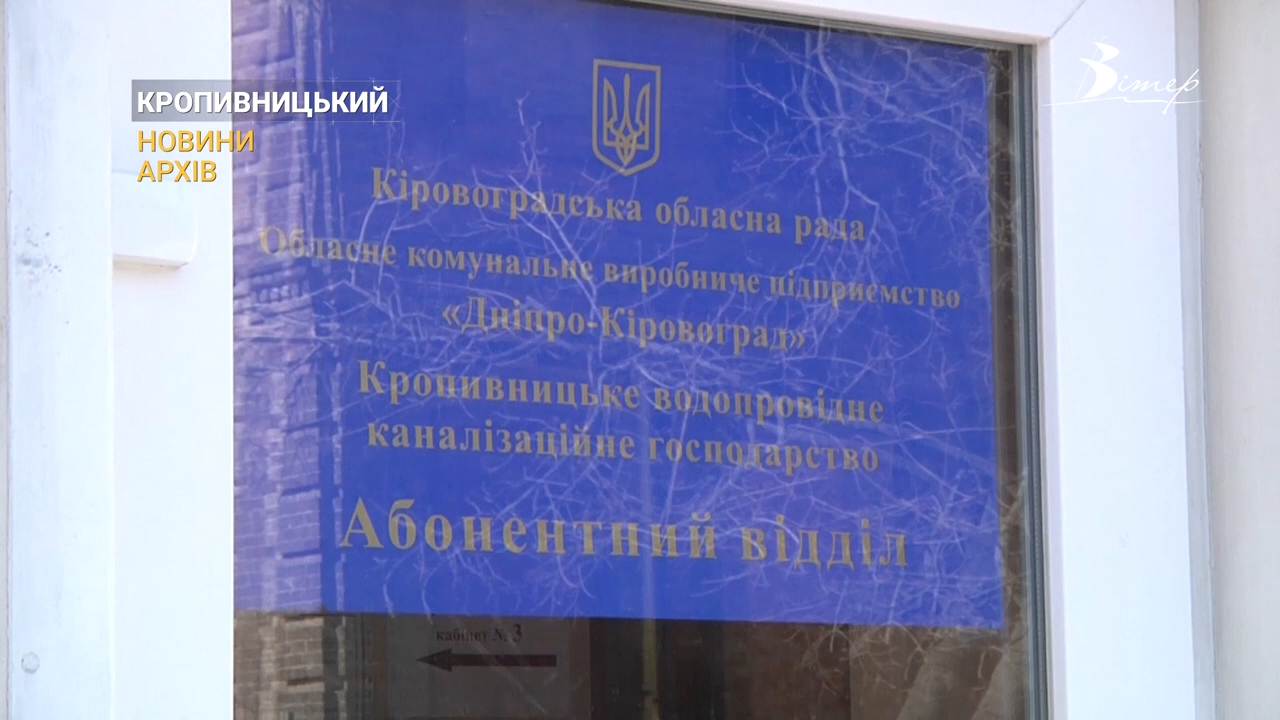 КРОПИВНИЦЬКИЙ
НОВИНИ
АРХІВ
Вітер
Кіровоградська обласна рада
Обласне комунальне виробниче підприємство
«Дніпро-Кіровоград»
Кропивницьке водопровідне
каналізаційне господарство
Абонентний відділ
кабінет № 3